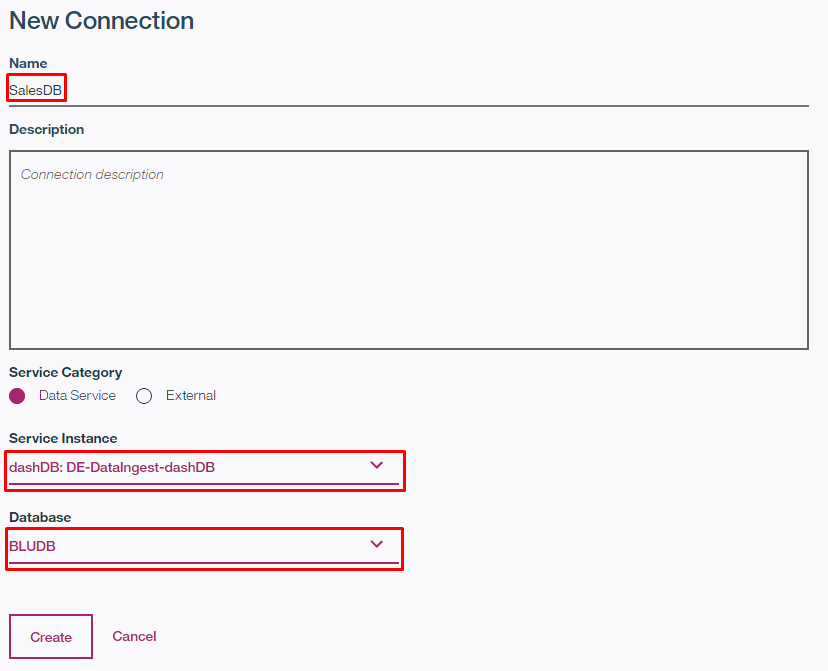 New Connection
Name
SalesDB
Description
Connection description
Service Category
Data Service External
Service Instance
dashDB: DE-DataIngest-dashDB
Database
BLUDB
Create Cancel